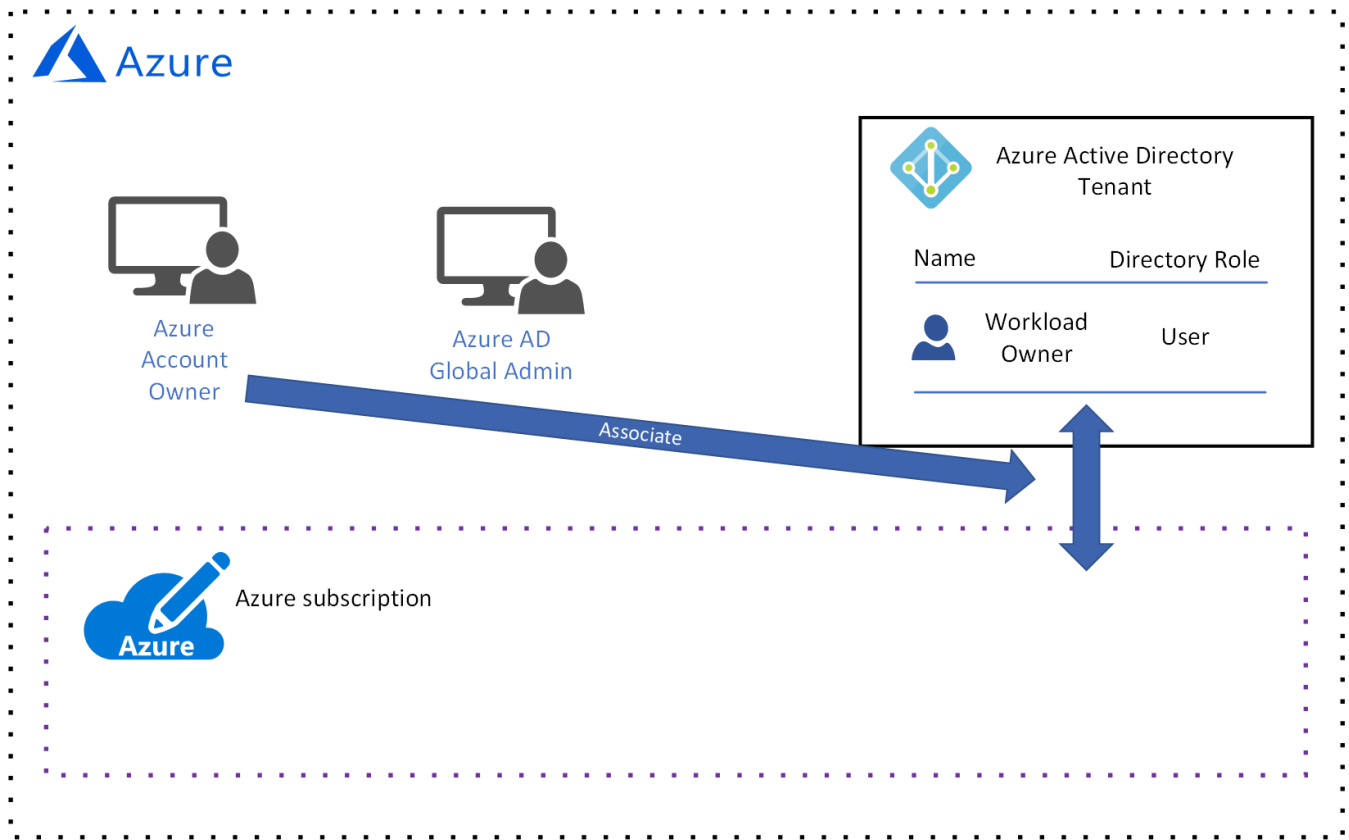 Azure
Azure Active Directory
Tenant
Name
Directory Role
Workload
Owner
User
Azure
Account
Owner
Azure AD
Global Admin
Associate
Azure
Azure subscription